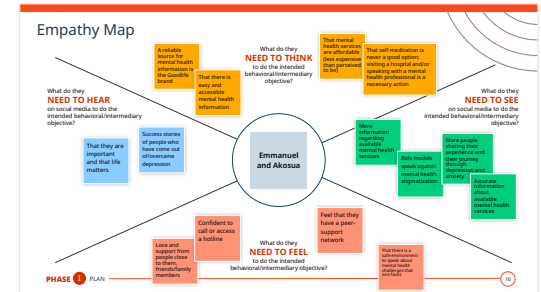 Empathy Map
A reliable
source for
mental health
information is
the Goodlife
brand
That there is
easy and
accessible
mental health
information
What do they
NEED TO THINK
to do the intended
behavioral/intermediary
objective?
That mental
health services
are affordable
(less expensive
than perceived
to be)
That self-medication is
never a good option;
visiting a hospital and/or
speaking with a mental
health professional is a
necessary action
What do they
NEED TO HEAR
on social media to do the
intended behavioral/intermediary
objective?
That they are
important
and that life
matters
Success stories
of people who
have come out
of/overcame
depression
Emmanuel
and Akosua
What do they
NEED TO SEE
on social media to do the
intended behavioral/intermediary
objective?
More
information
regarding
available
mental health
services
Role models
speak against
mental health
stigmatization
More people
sharing their
experience and
their journey
through
depression and
anxiety
Accurate
information
about
available
mental health
services
Love and
support from
people close
to them,
friends/family
members
Confident to
call or access
a hotline
What do they
NEED TO FEEL
to do the intended
behavioral/intermediary
objective?
Feel that they
have a peer-
support
network
That there is a
safe environment
to speak about
mental health
challenges that
one faces
PHASE 1 PLAN
10